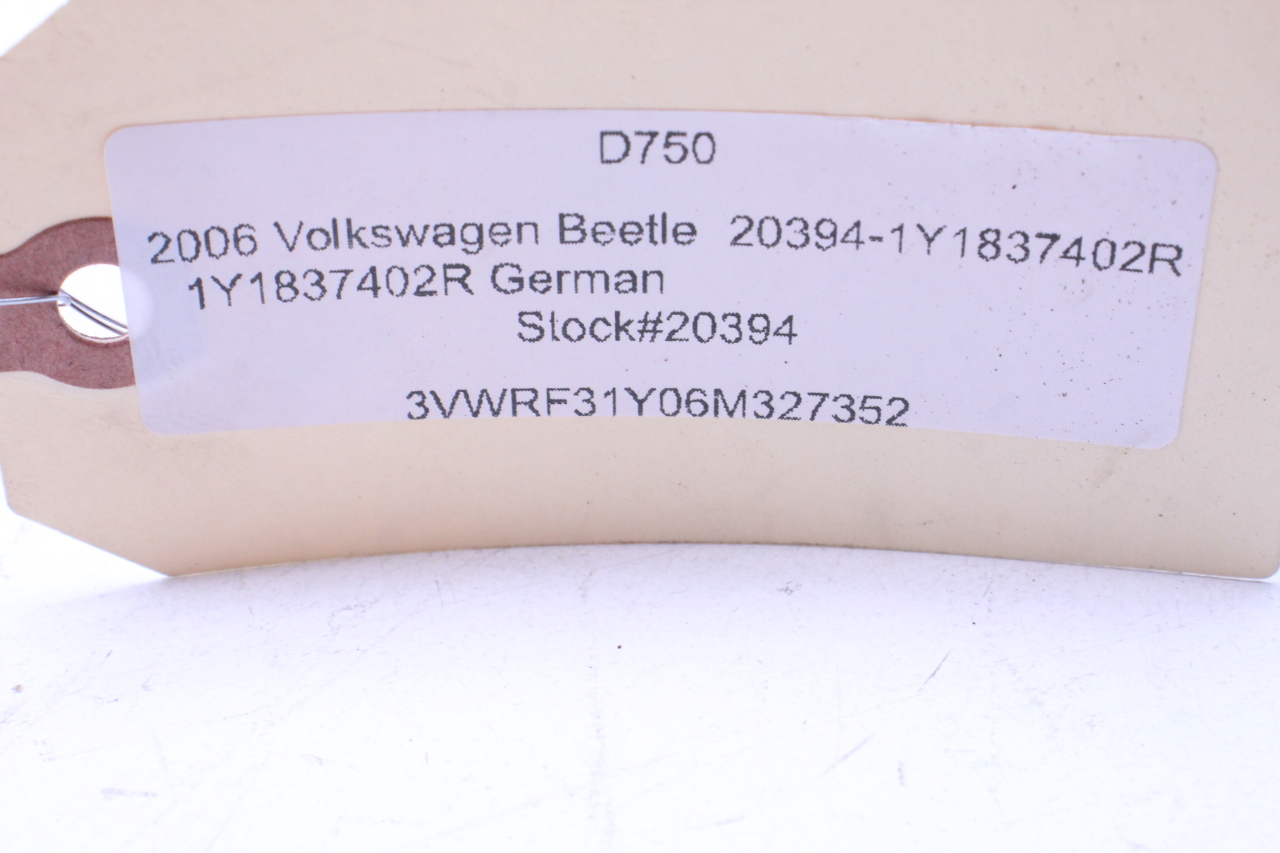 D750
2006 Volkswagen Beetle 20394-1Y1837402R
1Y1837402R German
Stock#20394
3VWRF31Y06M327352